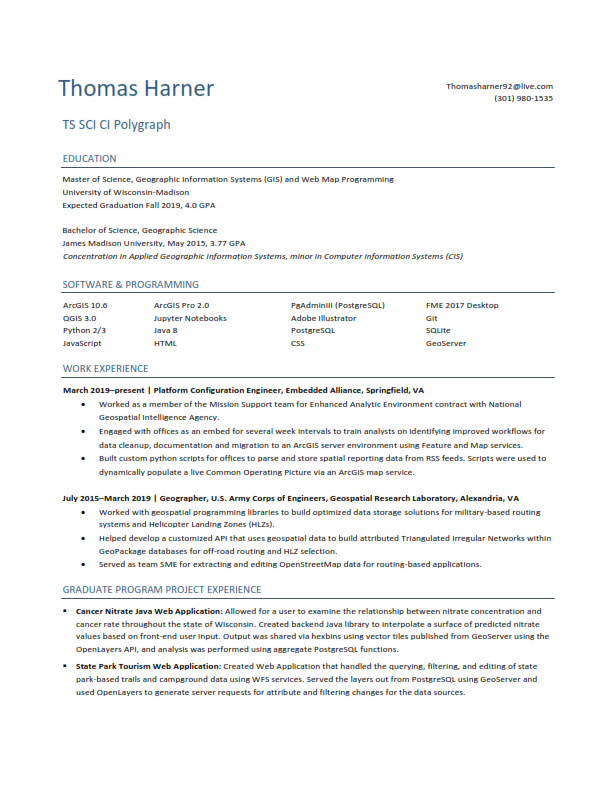 Thomas Harner
Thomasharner92@live.com
(301) 980-1535
TS SCI CI Polygraph
EDUCATION
Master of Science, Geographic Information Systems (GIS) and Web Map Programming
University of Wisconsin-Madison
Expected Graduation Fall 2019, 4.0 GPA
Bachelor of Science, Geographic Science
James Madison University, May 2015, 3.77 GPA
Concentration in Applied Geographic Information Systems, minor in Computer Information Systems (CIS)
SOFTWARE & PROGRAMMING
ArcGIS 10.6 ArcGIS Pro 2.0 PgAdminIII (PostgreSQL) FME 2017 Desktop
QGIS 3.0 Jupyter Notebooks Adobe Illustrator Git
Python 2/3 Java 8 PostgreSQL SQLite
JavaScript HTML CSS GeoServer
WORK EXPERIENCE
March 2019–present | Platform Configuration Engineer, Embedded Alliance, Springfield, VA
• Worked as a member of the Mission Support team for Enhanced Analytic Environment contract with National
Geospatial Intelligence Agency.
• Engaged with offices as an embed for several week intervals to train analysts on identifying improved workflows for
data cleanup, documentation and migration to an ArcGIS server environment using Feature and Map services.
• Built custom python scripts for offices to parse and store spatial reporting data from RSS feeds. Scripts were used to
dynamically populate a live Common Operating Picture via an ArcGIS map service.
July 2015–March 2019 | Geographer, U.S. Army Corps of Engineers, Geospatial Research Laboratory, Alexandria, VA
• Worked with geospatial programming libraries to build optimized data storage solutions for military-based routing
systems and Helicopter Landing Zones (HLZs).
• Helped develop a customized API that uses geospatial data to build attributed Triangulated Irregular Networks within
GeoPackage databases for off-road routing and HLZ selection.
• Served as team SME for extracting and editing OpenStreetMap data for routing-based applications.
GRADUATE PROGRAM PROJECT EXPERIENCE
▪ Cancer Nitrate Java Web Application: Allowed for a user to examine the relationship between nitrate concentration and
cancer rate throughout the state of Wisconsin. Created backend Java library to interpolate a surface of predicted nitrate
values based on front-end user input. Output was shared via hexbins using vector tiles published from GeoServer using the
OpenLayers API, and analysis was performed using aggregate PostgreSQL functions.
▪ State Park Tourism Web Application: Created Web Application that handled the querying, filtering, and editing of state
park-based trails and campground data using WFS services. Served the layers out from PostgreSQL using GeoServer and
used OpenLayers to generate server requests for attribute and filtering changes for the data sources.